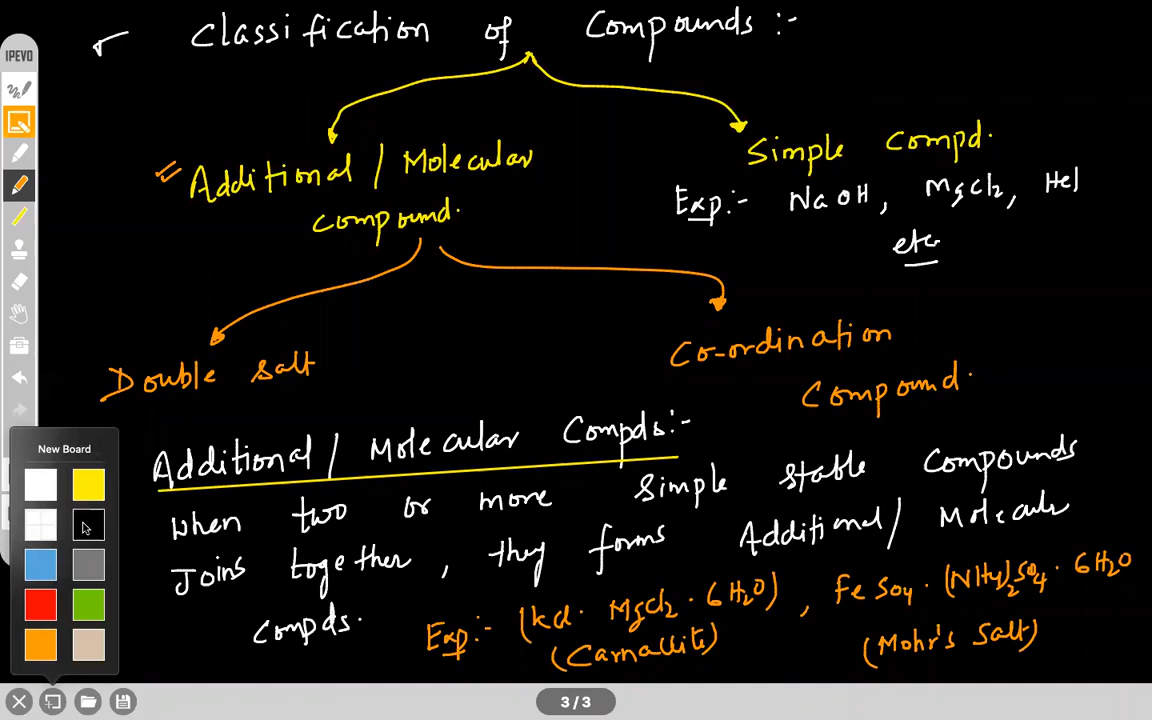 Classification of Compounds :-
IPEVO
Additional / Molecular
Compound.
Simple Compd.
Exp :- NaOH, MgCl2, Hcl
etc
Double Salt
Co-ordination
Compound.
Additional / Molecular Compds :-
When two or more Simple Stable Compounds
Joins together, they forms Additional / Molecular
Compds.
Exp :- (kcl · MgCl2 · 6H2O), FeSO4 · (NH4)2SO4 · 6H2O
(Carnallite) (Mohr's Salt)
New Board
3/3